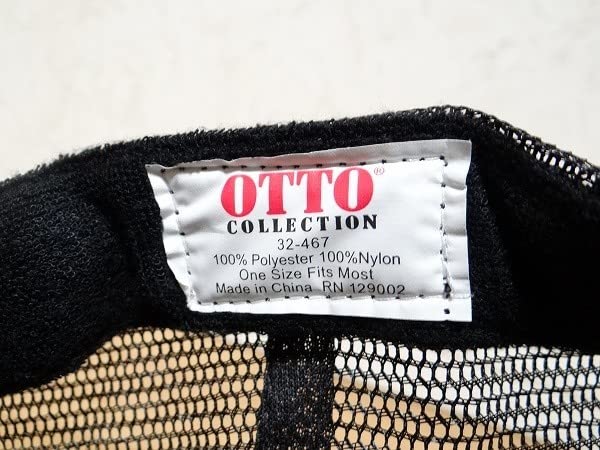 OTTO®
COLLECTION
32-467
100% Polyester 100%Nylon
One Size Fits Most
Made in China RN 129002